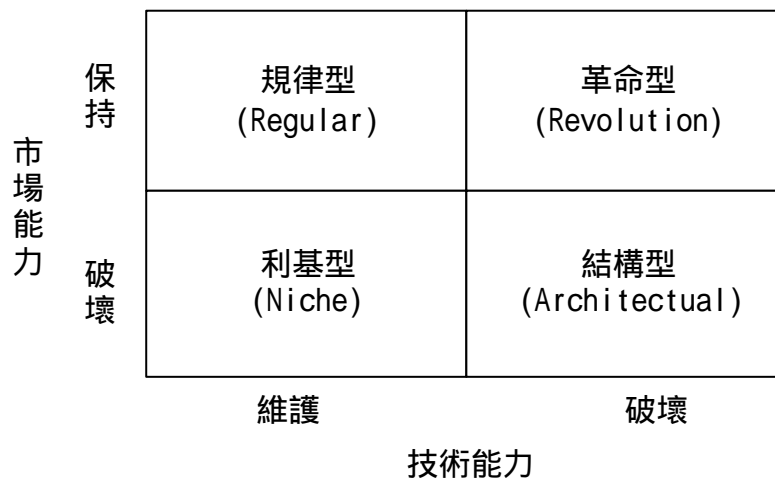 市場能力
保持
規律型
(Regular)
革命型
(Revolution)
破壞
利基型
(Niche)
結構型
(Architectual)
維護
破壞
技術能力